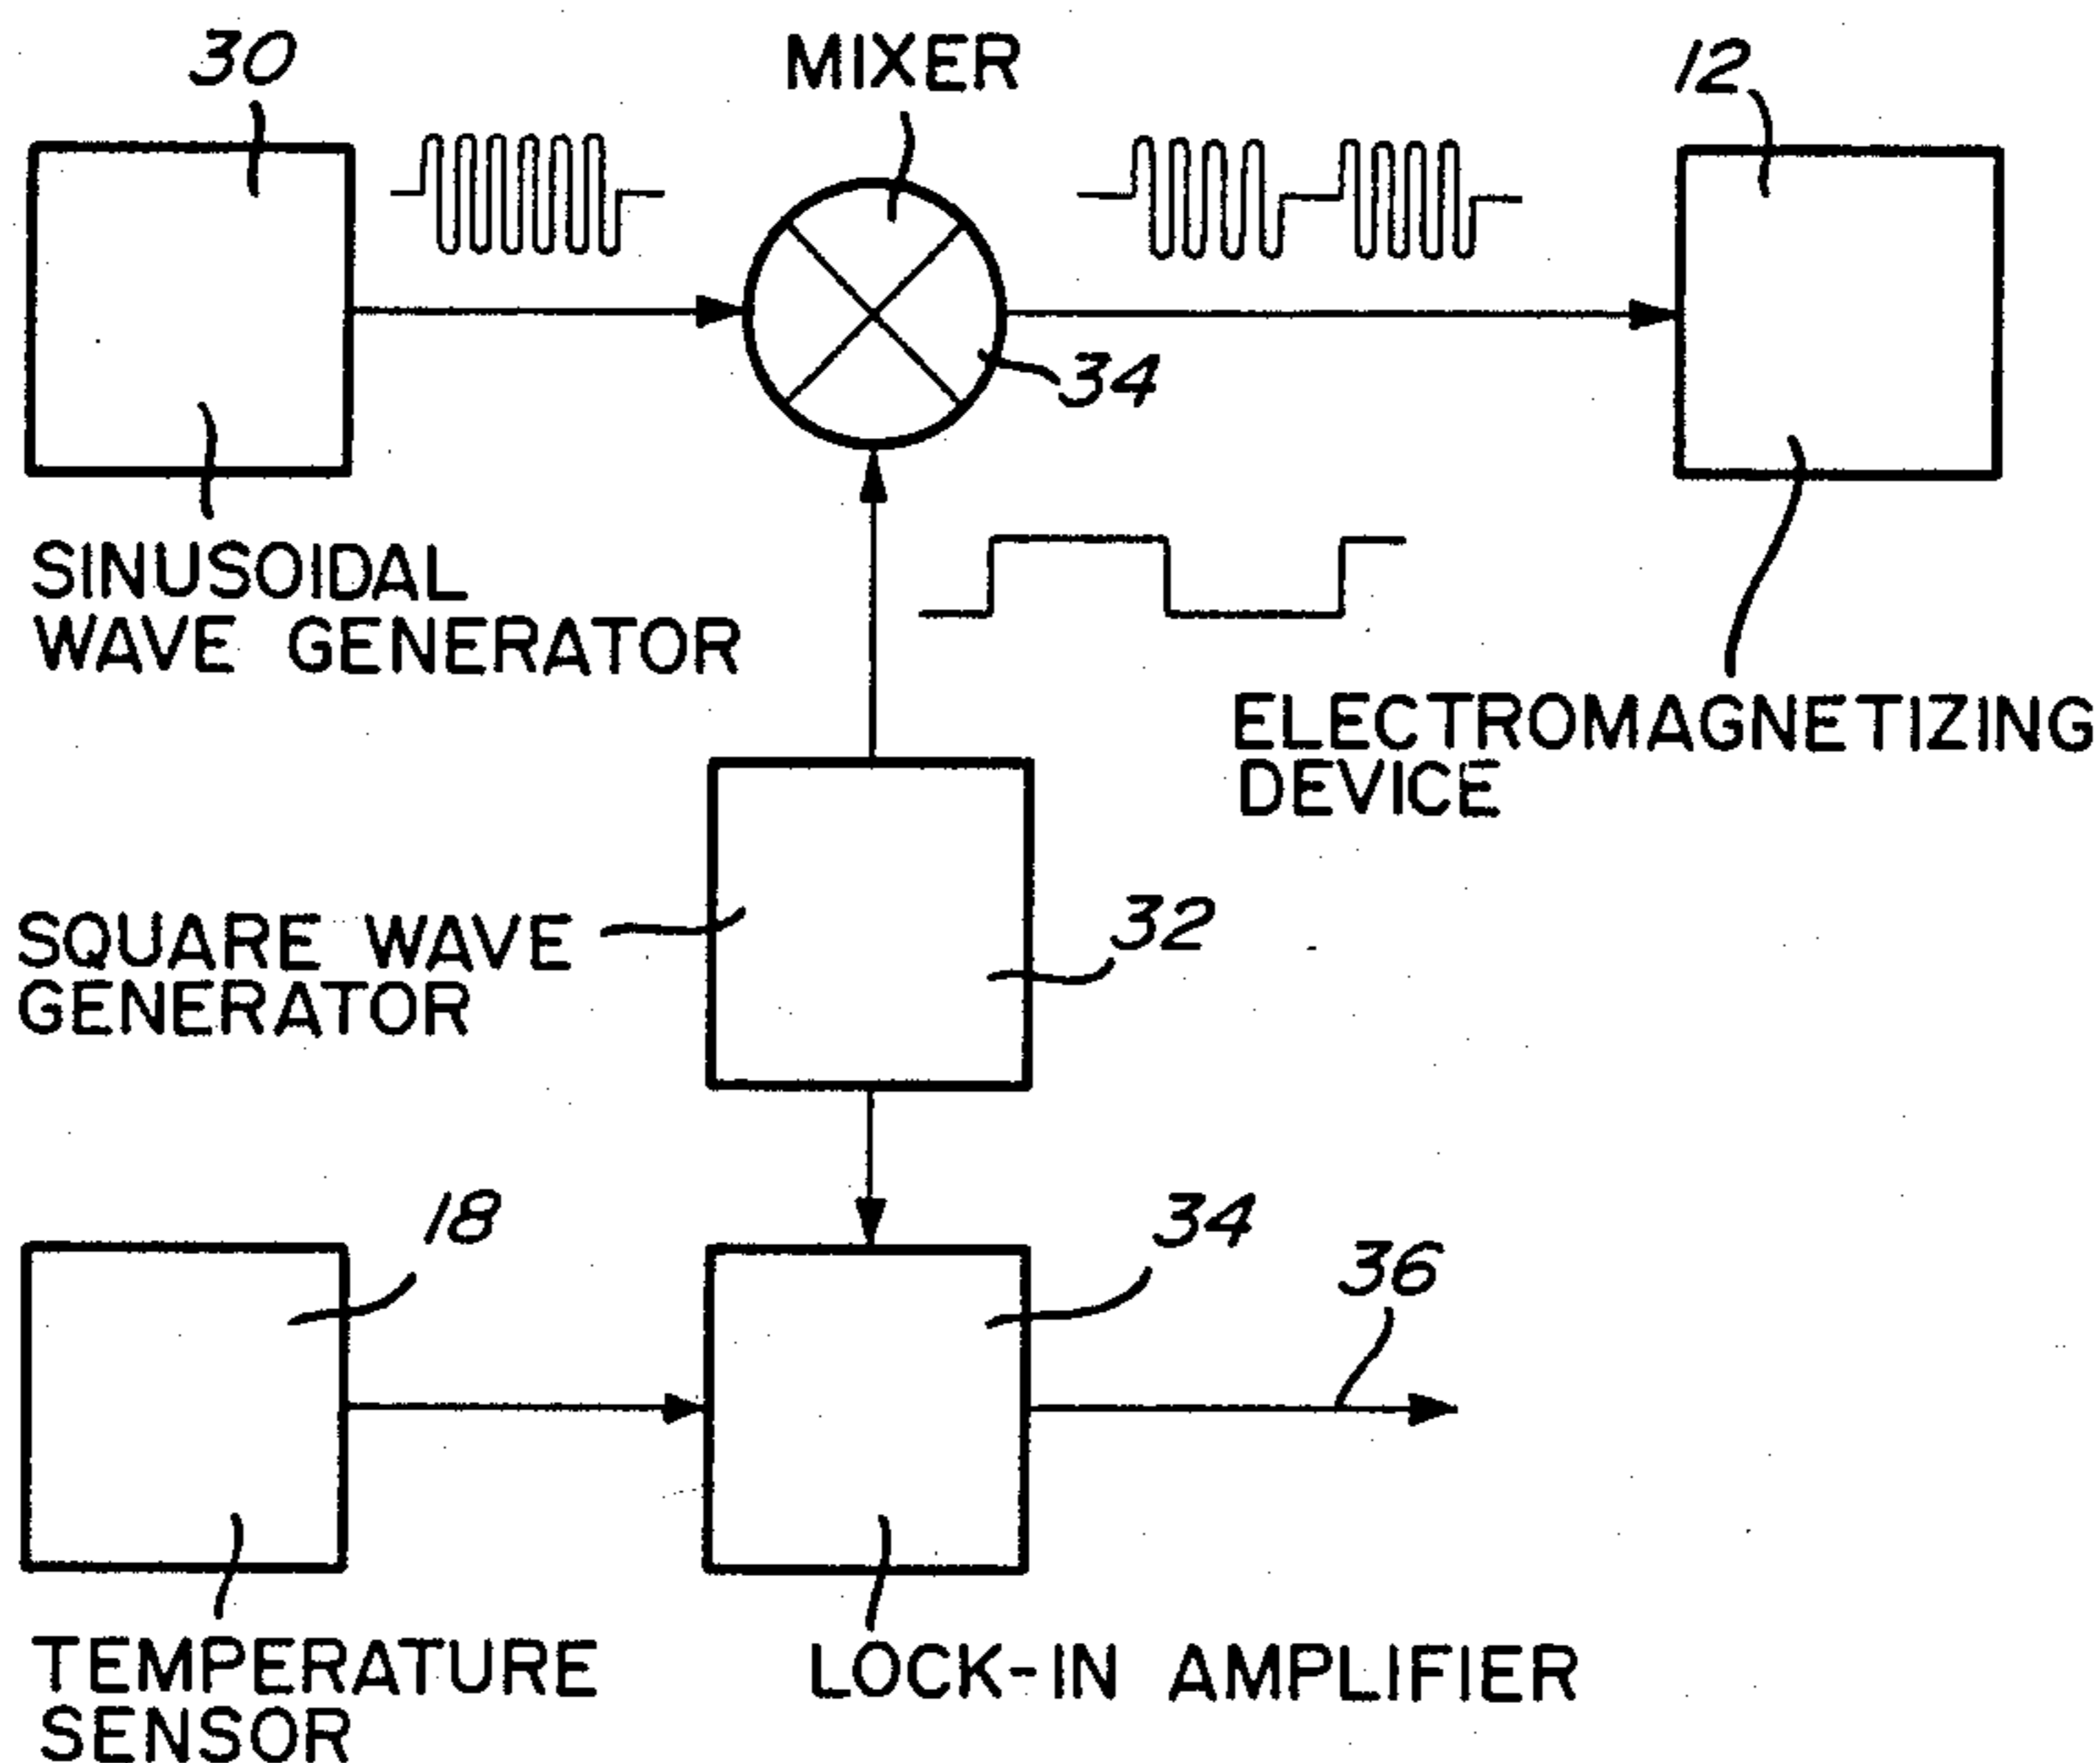 30
MIXER
12
34
SINUSOIDAL
WAVE GENERATOR
ELECTROMAGNETIZING
DEVICE
SQUARE WAVE
GENERATOR
32
18
34
36
TEMPERATURE
SENSOR
LOCK-IN AMPLIFIER